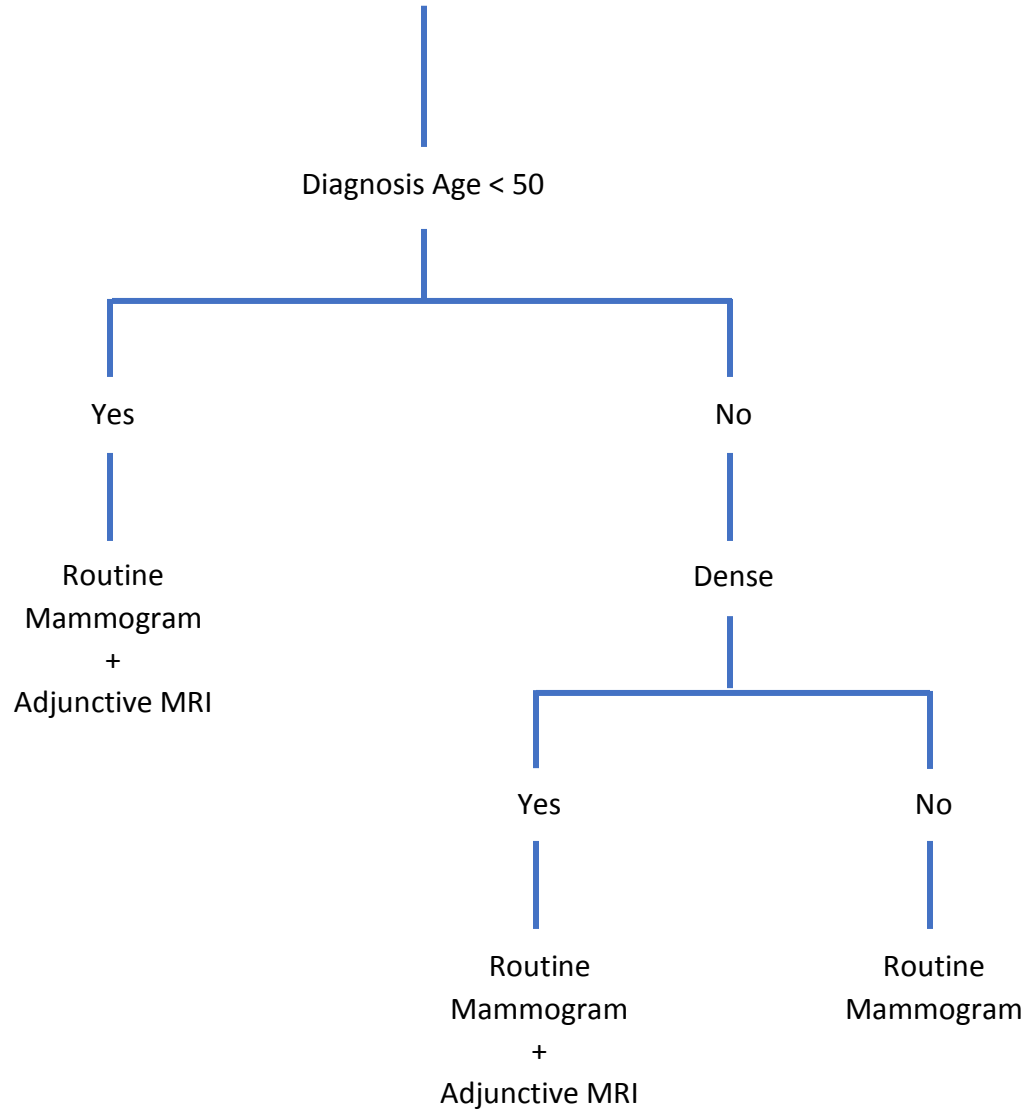 Diagnosis Age < 50
Yes
No
Routine
Mammogram
+
Adjunctive MRI
Dense
Yes
No
Routine
Mammogram
+
Adjunctive MRI
Routine
Mammogram